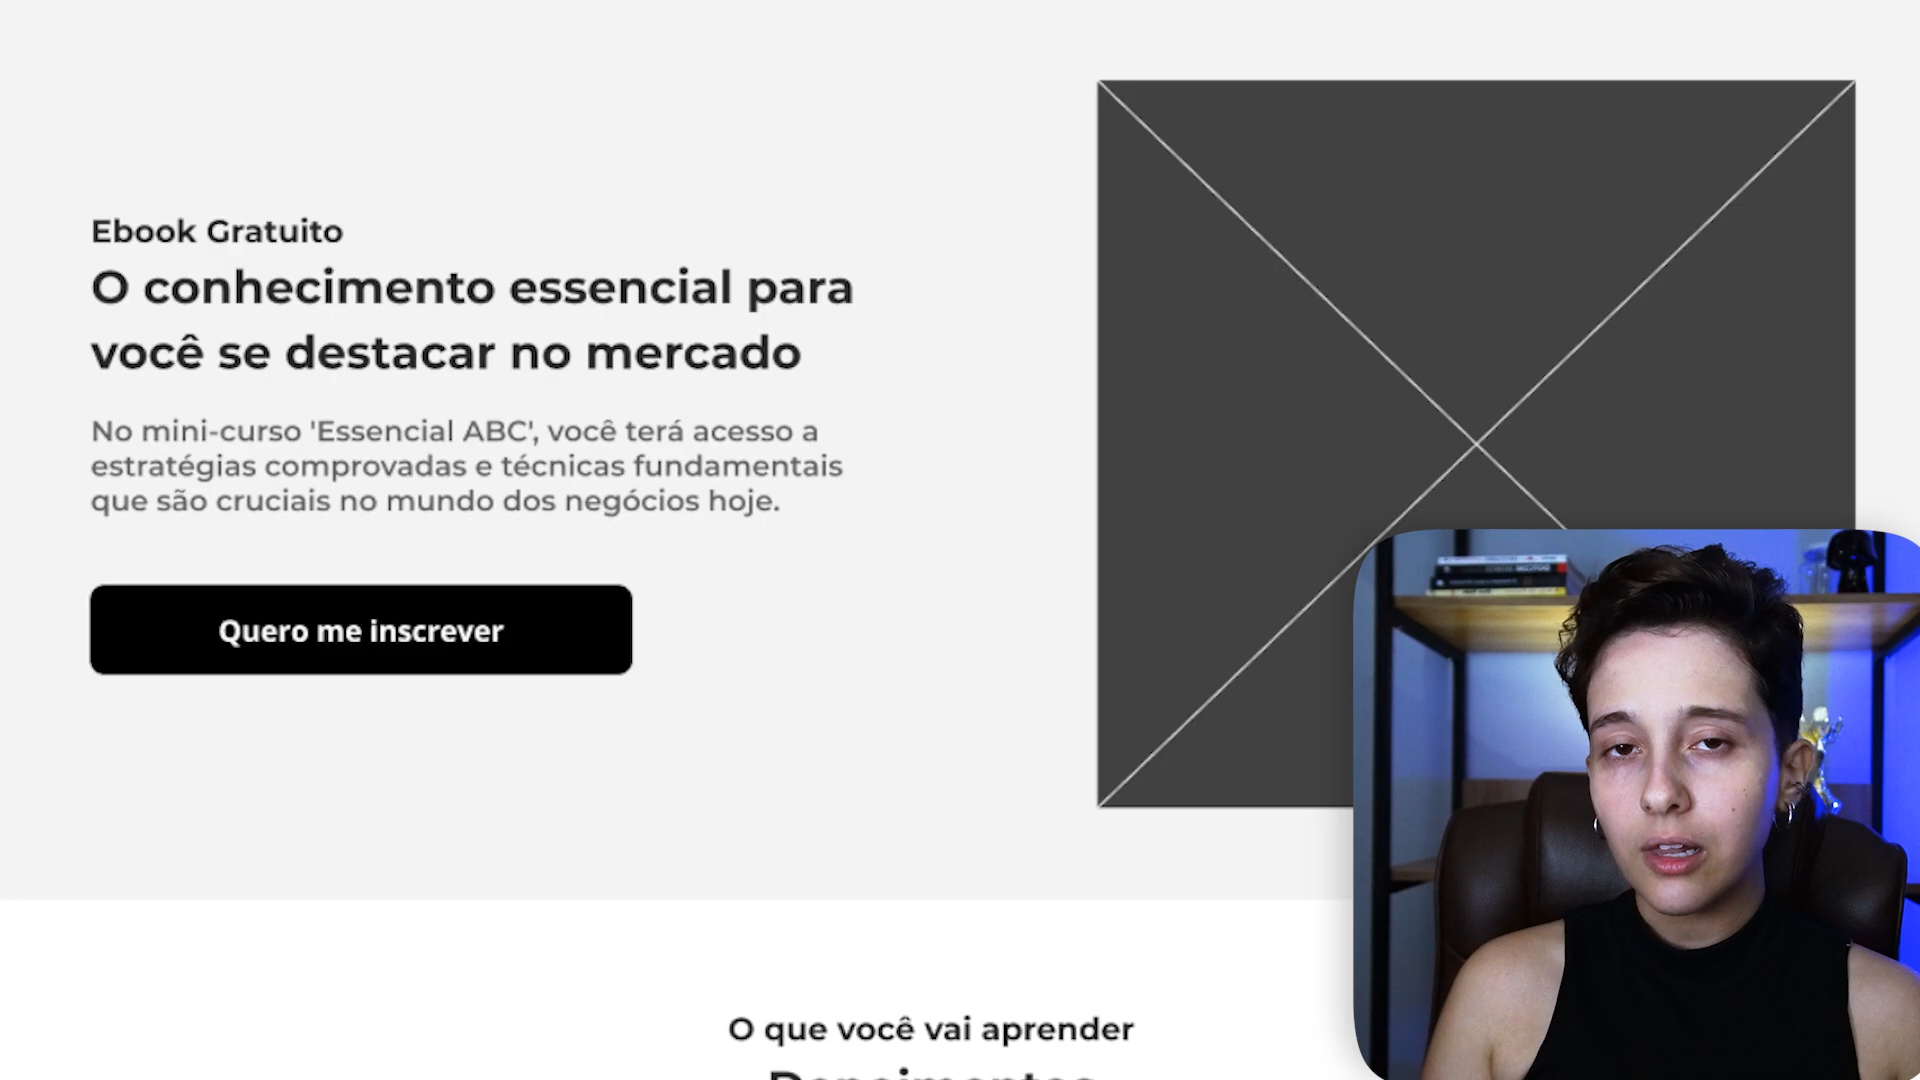 Ebook Gratuito
O conhecimento essencial para
você se destacar no mercado
No mini-curso 'Essencial ABC', você terá acesso a
estratégias comprovadas e técnicas fundamentais
que são cruciais no mundo dos negócios hoje.
Quero me inscrever
O que você vai aprender